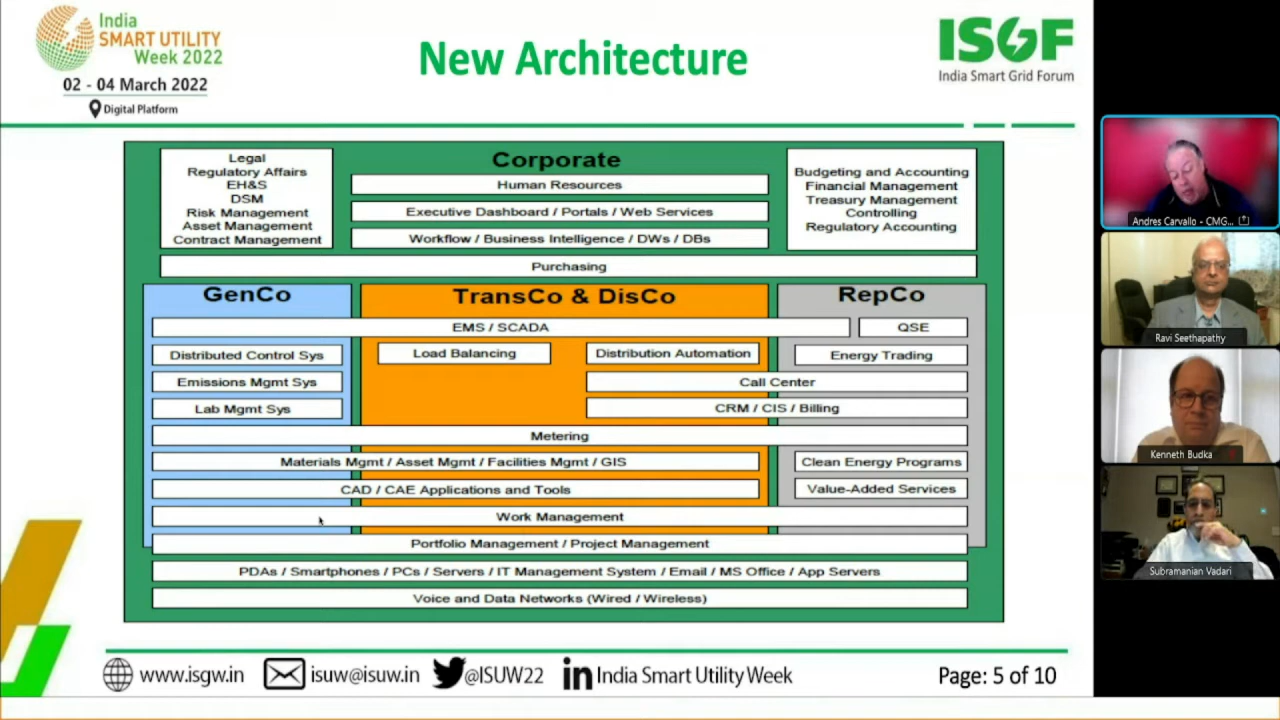 India
SMART UTILITY
Week 2022
02 - 04 March 2022
Digital Platform
New Architecture
ISGF
India Smart Grid Forum
Legal
Regulatory Affairs
EH&S
DSM
Risk Management
Asset Management
Contract Management
Corporate
Human Resources
Executive Dashboard / Portals / Web Services
Workflow / Business Intelligence / DWs / DBs
Budgeting and Accounting
Financial Management
Treasury Management
Controlling
Regulatory Accounting
Purchasing
GenCo
TransCo & DisCo
RepCo
EMS / SCADA
QSE
Distributed Control Sys
Load Balancing
Distribution Automation
Energy Trading
Emissions Mgmt Sys
Call Center
Lab Mgmt Sys
CRM / CIS / Billing
Metering
Materials Mgmt / Asset Mgmt / Facilities Mgmt / GIS
Clean Energy Programs
CAD / CAE Applications and Tools
Value-Added Services
Work Management
Portfolio Management / Project Management
PDAs / Smartphones / PCs / Servers / IT Management System / Email / MS Office / App Servers
Voice and Data Networks (Wired / Wireless)
www.isgw.in
isuw@isuw.in
@ISUW22
in India Smart Utility Week
Page: 5 of 10
Andres Carvallo - CMG...
Ravi Seethapathy
Kenneth Budka
Subramanian Vadari